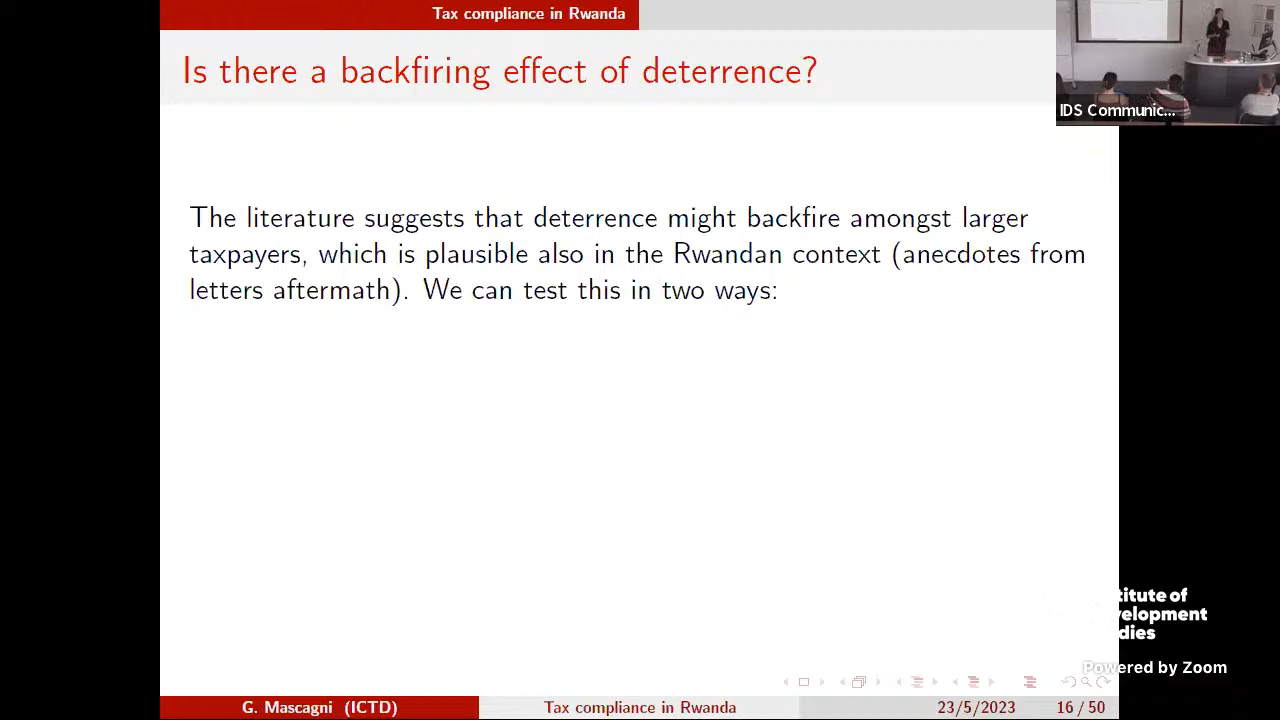 Tax compliance in Rwanda
Is there a backfiring effect of deterrence?
IDS Communic...
The literature suggests that deterrence might backfire amongst larger
taxpayers, which is plausible also in the Rwandan context (anecdotes from
letters aftermath). We can test this in two ways:
titute of
velopment
dies
Powered by Zoom
G. Mascagni (ICTD)
Tax compliance in Rwanda
23/5/2023
16 / 50